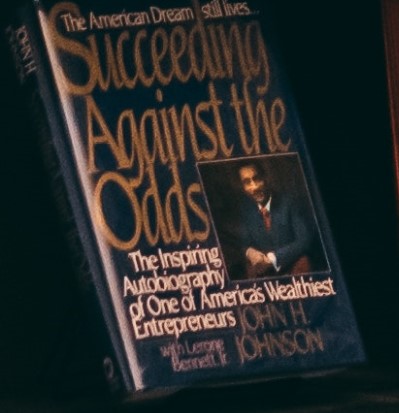 The American Dream still lives...
Succeeding
Against the
Odds
The Inspiring
Autobiography
of One of America's Wealthiest
Entrepreneurs
JOHN H.
JOHNSON
with Lerone
Bennett, Jr.
JOHN H.